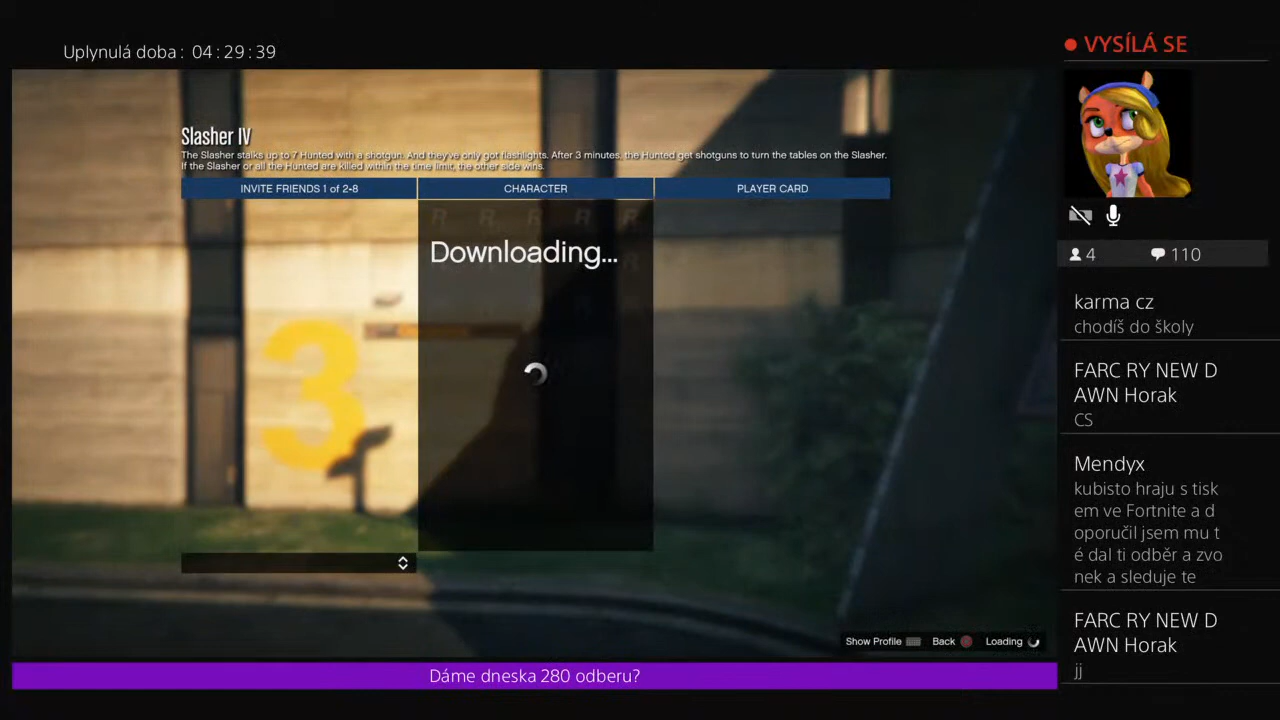 Uplynulá doba : 04 : 29 : 39
VYSÍLÁ SE
Slasher IV
The Slasher stalks up to 7 Hunted with a shotgun. And they've only got flashlights. After 3 minutes, the Hunted get shotguns to turn the tables on the Slasher.
If the Slasher or all the Hunted are killed within the time limit, the other side wins.
INVITE FRIENDS 1 of 2-8
CHARACTER
PLAYER CARD
R R R R R
Downloading...
3
4
110
karma cz
chodíš do školy
FARC RY NEW D
AWN Horak
CS
Mendyx
kubisto hraju s tisk
em ve Fortnite a d
oporučil jsem mu t
é dal ti odběr a zvo
nek a sleduje te
FARC RY NEW D
AWN Horak
jj
Show Profile
Back
Loading
Dáme dneska 280 odberu?